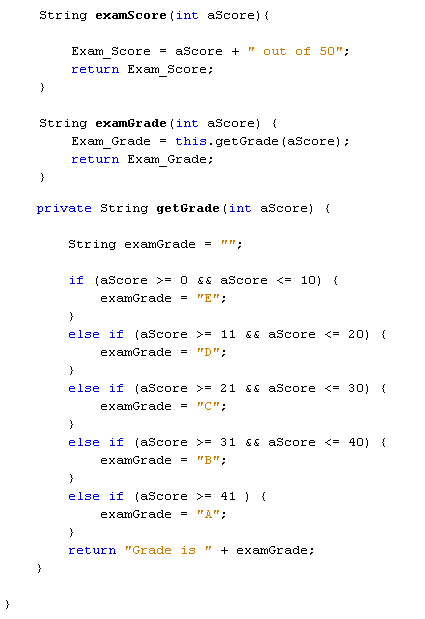 String examScore(int aScore){
Exam_Score = aScore + " out of 50";
return Exam_Score;
}
String examGrade(int aScore) {
Exam_Grade = this.getGrade(aScore);
return Exam_Grade;
}
private String getGrade(int aScore) {
String examGrade = "";
if (aScore >= 0 && aScore <= 10) {
examGrade = "E";
}
else if (aScore >= 11 && aScore <= 20) {
examGrade = "D";
}
else if (aScore >= 21 && aScore <= 30) {
examGrade = "C";
}
else if (aScore >= 31 && aScore <= 40) {
examGrade = "B";
}
else if (aScore >= 41 ) {
examGrade = "A";
}
return "Grade is " + examGrade;
}
}